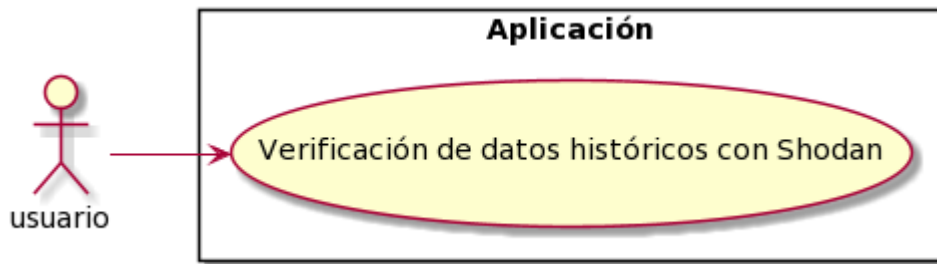 Aplicación
Verificación de datos históricos con Shodan
usuario